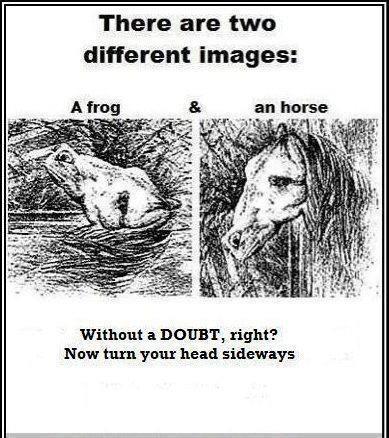 There are two
different images:
A frog & an horse
Without a DOUBT, right?
Now turn your head sideways